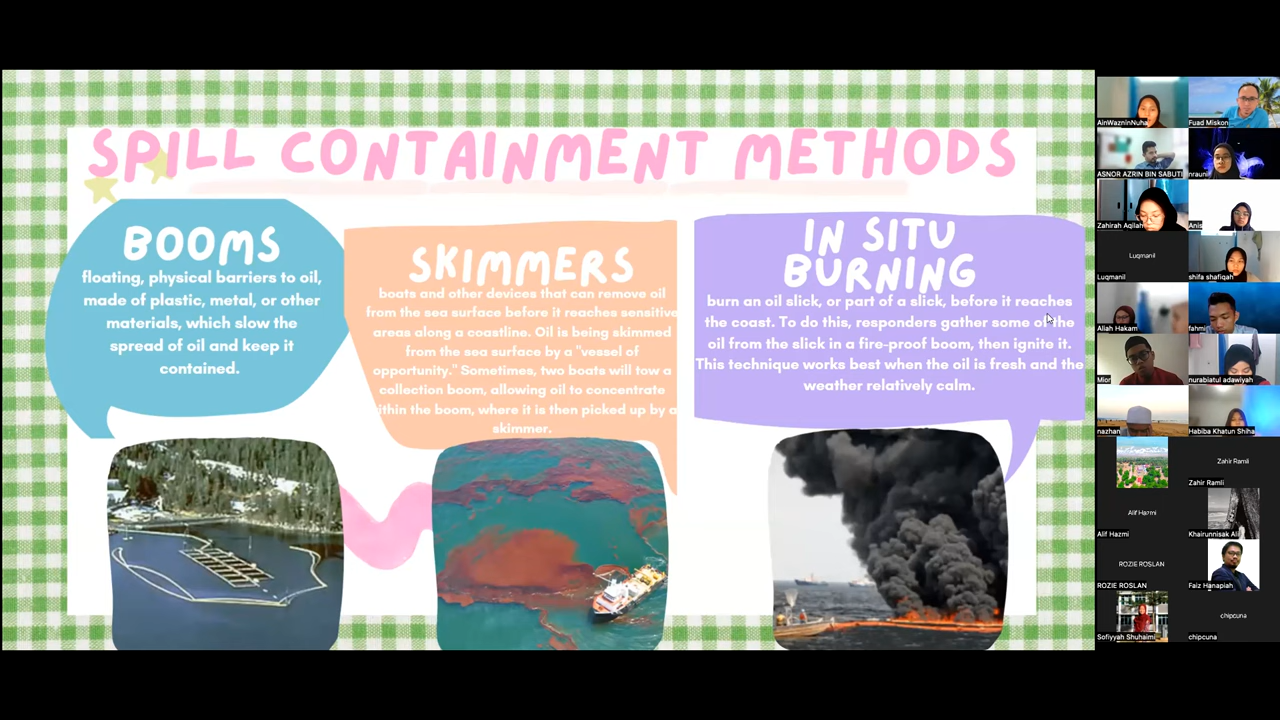 SPILL CONTAINMENT METHODS
BOOMS
floating, physical barriers to oil,
made of plastic, metal, or other
materials, which slow the
spread of oil and keep it
contained.
SKIMMERS
boats and other devices that can remove oil
from the sea surface before it reaches sensitive
areas along a coastline. Oil is being skimmed
from the sea surface by a "vessel of
opportunity." Sometimes, two boats will tow a
collection boom, allowing oil to concentrate
within the boom, where it is then picked up by a
skimmer.
IN SITU
BURNING
burn an oil slick, or part of a slick, before it reaches
the coast. To do this, responders gather some of the
oil from the slick in a fire-proof boom, then ignite it.
This technique works best when the oil is fresh and the
weather relatively calm.
AinWazninNuha
Fuad Miskon
ASNOR AZRIN BIN SABUTI
nrauni
Zahirah Aqilah
Anis
Luqmanil
Luqmanil
shifa shafiqah
Aliah Hakam
fahmi
Mior
nurabiatul adawiyah
nazhan
Habiba Khatun Shiha
Zahir Ramli
Zahir Ramli
Alif Hazmi
Alif Hazmi
Khairunnisak Ali
ROZIE ROSLAN
ROZIE ROSLAN
Faiz Hanapiah
Sofiyyah Shuhaimi
chipcuna
chipcuna